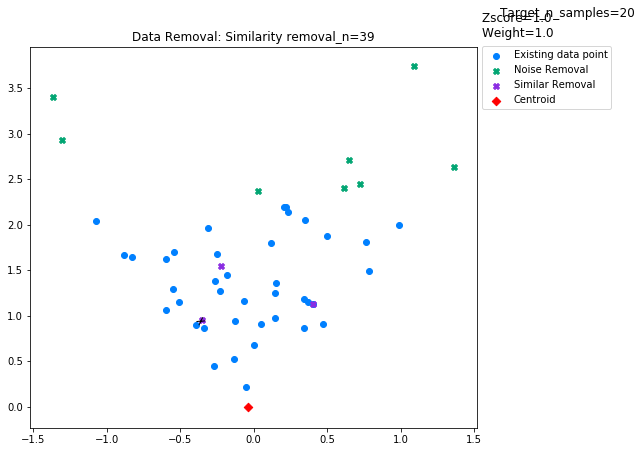 Target_n_samples=20
Zscore=1.0
Weight=1.0
Data Removal: Similarity removal_n=39
Existing data point
Noise Removal
Similar Removal
Centroid
3.5
3.0
2.5
2.0
1.5
1.0
0.5
0.0
−1.5 −1.0 −0.5 0.0 0.5 1.0 1.5